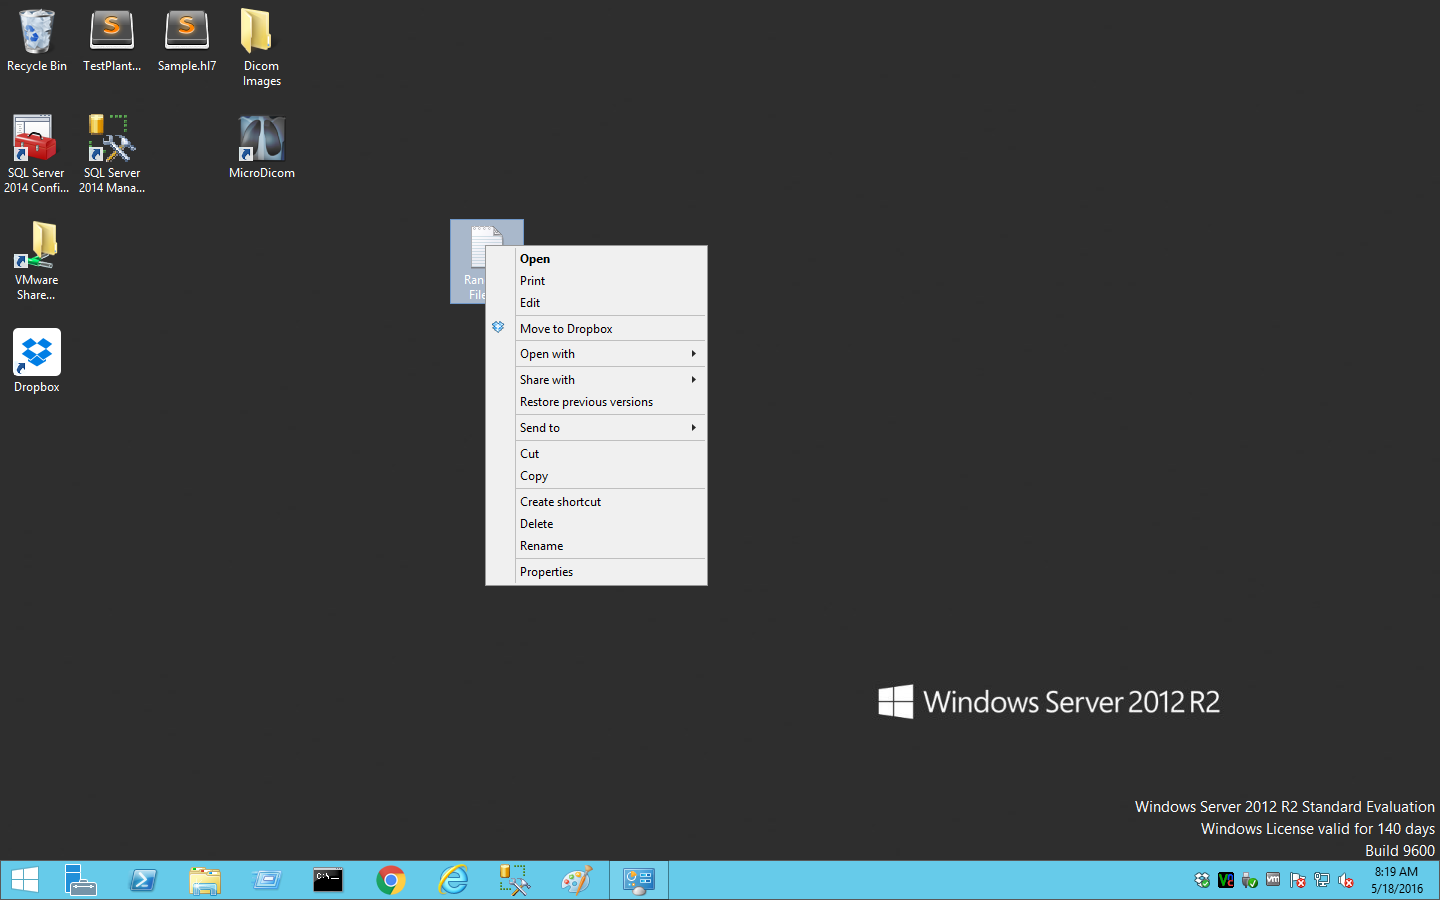 Recycle Bin
TestPlant...
Sample.hl7
Dicom
Images
SQL Server
2014 Confi...
SQL Server
2014 Mana...
MicroDicom
VMware
Share...
Dropbox
Ran
File
Open
Print
Edit
Move to Dropbox
Open with
Share with
Restore previous versions
Send to
Cut
Copy
Create shortcut
Delete
Rename
Properties
Windows Server 2012 R2
Windows Server 2012 R2 Standard Evaluation
Windows License valid for 140 days
Build 9600
C:\_
8:19 AM
5/18/2016